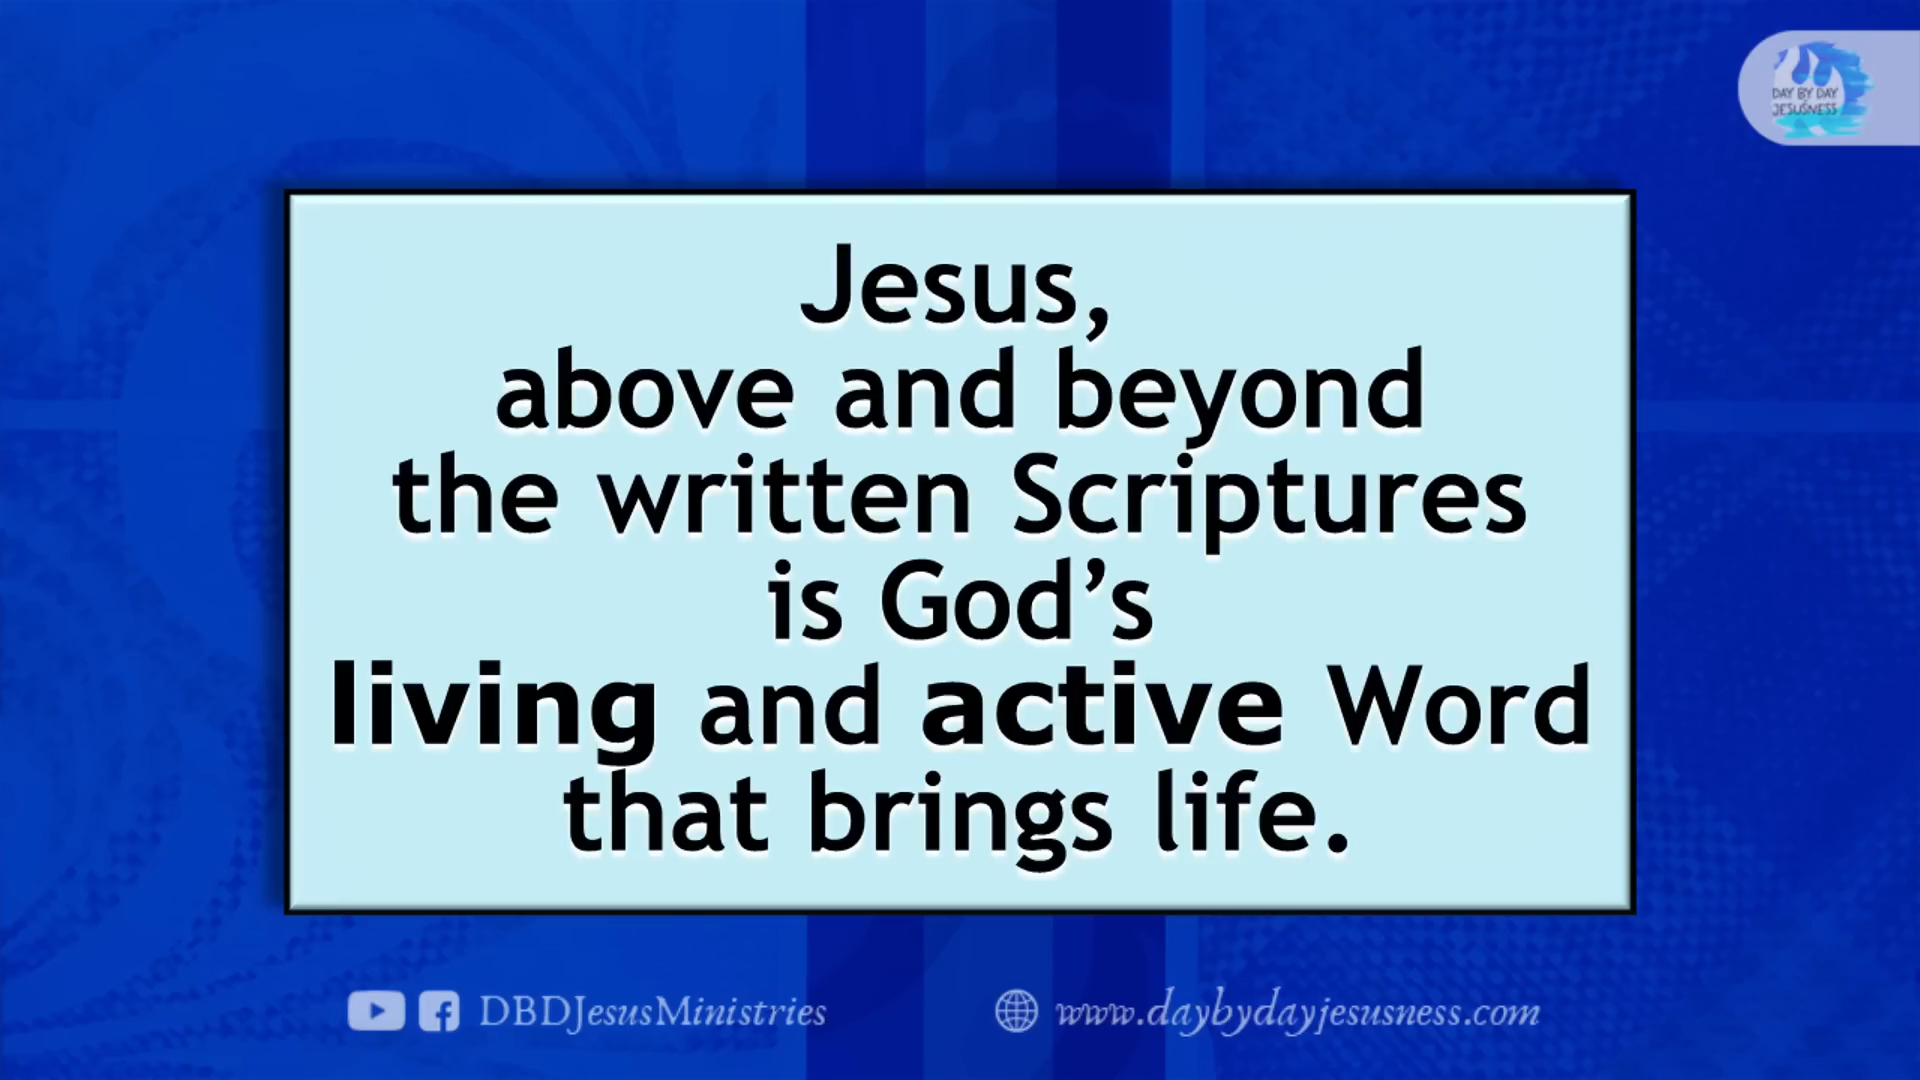 DAY BY DAY
JESUSNESS
Jesus,
above and beyond
the written Scriptures
is God’s
living and active Word
that brings life.
DBDJesusMinistries
www.daybydayjesusness.com